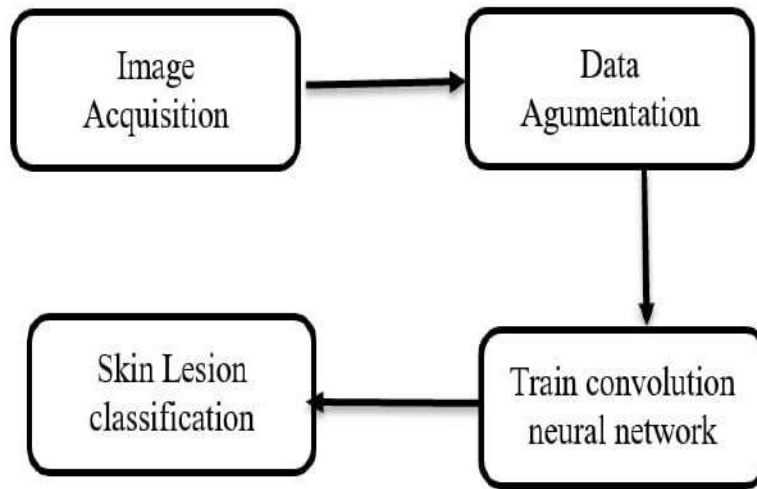 Image
Acquisition
Data
Agumentation
Train convolution
neural network
Skin Lesion
classification